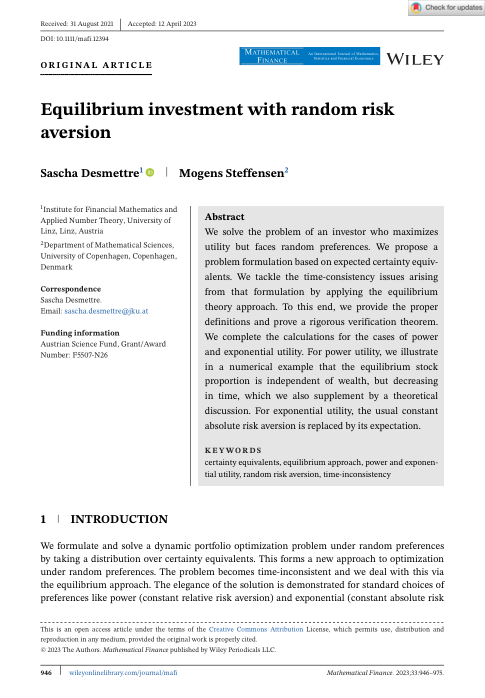 Check for updates
Received: 31 August 2021 | Accepted: 12 April 2023
DOI: 10.1111/mafi.12394
ORIGINAL ARTICLE
MATHEMATICAL
FINANCE
An International Journal of Mathematics,
Statistics and Financial Economics
WILEY
Equilibrium investment with random risk
aversion
Sascha Desmettre1 | Mogens Steffensen2
1Institute for Financial Mathematics and
Applied Number Theory, University of
Linz, Linz, Austria
2Department of Mathematical Sciences,
University of Copenhagen, Copenhagen,
Denmark
Correspondence
Sascha Desmettre.
Email: sascha.desmettre@jku.at
Funding information
Austrian Science Fund, Grant/Award
Number: F5507-N26
Abstract
We solve the problem of an investor who maximizes
utility but faces random preferences. We propose a
problem formulation based on expected certainty equiv-
alents. We tackle the time-consistency issues arising
from that formulation by applying the equilibrium
theory approach. To this end, we provide the proper
definitions and prove a rigorous verification theorem.
We complete the calculations for the cases of power
and exponential utility. For power utility, we illustrate
in a numerical example that the equilibrium stock
proportion is independent of wealth, but decreasing
in time, which we also supplement by a theoretical
discussion. For exponential utility, the usual constant
absolute risk aversion is replaced by its expectation.
KEYWORDS
certainty equivalents, equilibrium approach, power and exponen-
tial utility, random risk aversion, time-inconsistency
1 | INTRODUCTION
We formulate and solve a dynamic portfolio optimization problem under random preferences
by taking a distribution over certainty equivalents. This forms a new approach to optimization
under random preferences. The problem becomes time-inconsistent and we deal with this via
the equilibrium approach. The elegance of the solution is demonstrated for standard choices of
preferences like power (constant relative risk aversion) and exponential (constant absolute risk
This is an open access article under the terms of the Creative Commons Attribution License, which permits use, distribution and
reproduction in any medium, provided the original work is properly cited.
© 2023 The Authors. Mathematical Finance published by Wiley Periodicals LLC.
946 | wileyonlinelibrary.com/journal/mafi
Mathematical Finance. 2023;33:946–975.